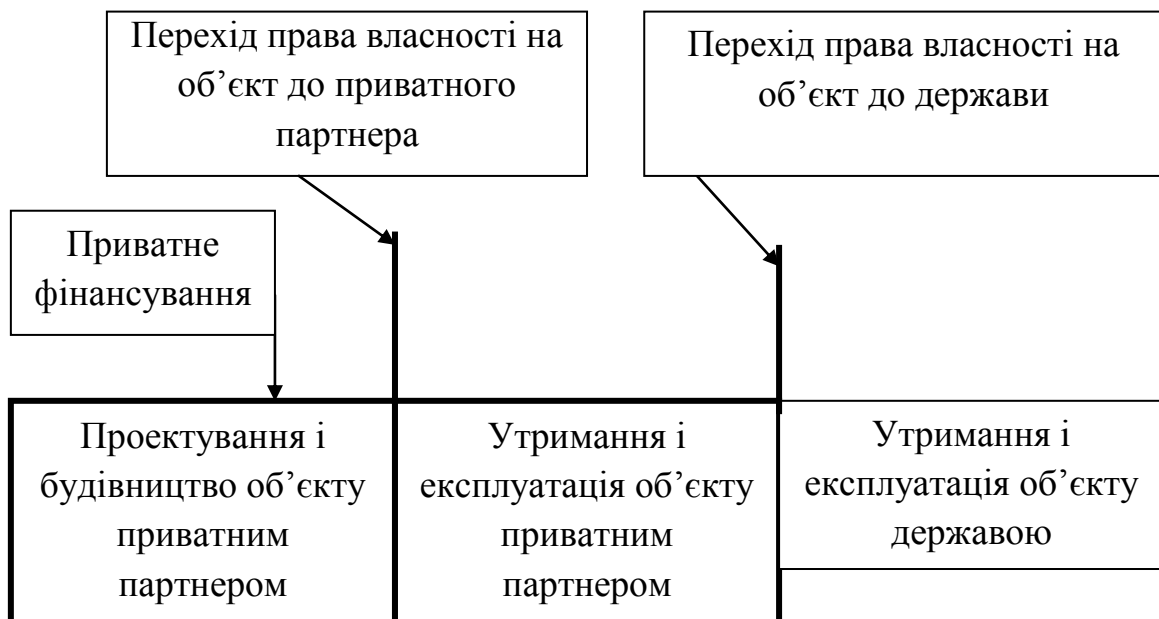 Перехід права власності на
об’єкт до приватного
партнера
Перехід права власності на
об’єкт до держави
Приватне
фінансування
Проектування і
будівництво об’єкту
приватним
партнером
Утримання і
експлуатація об’єкту
приватним
партнером
Утримання і
експлуатація об’єкту
державою